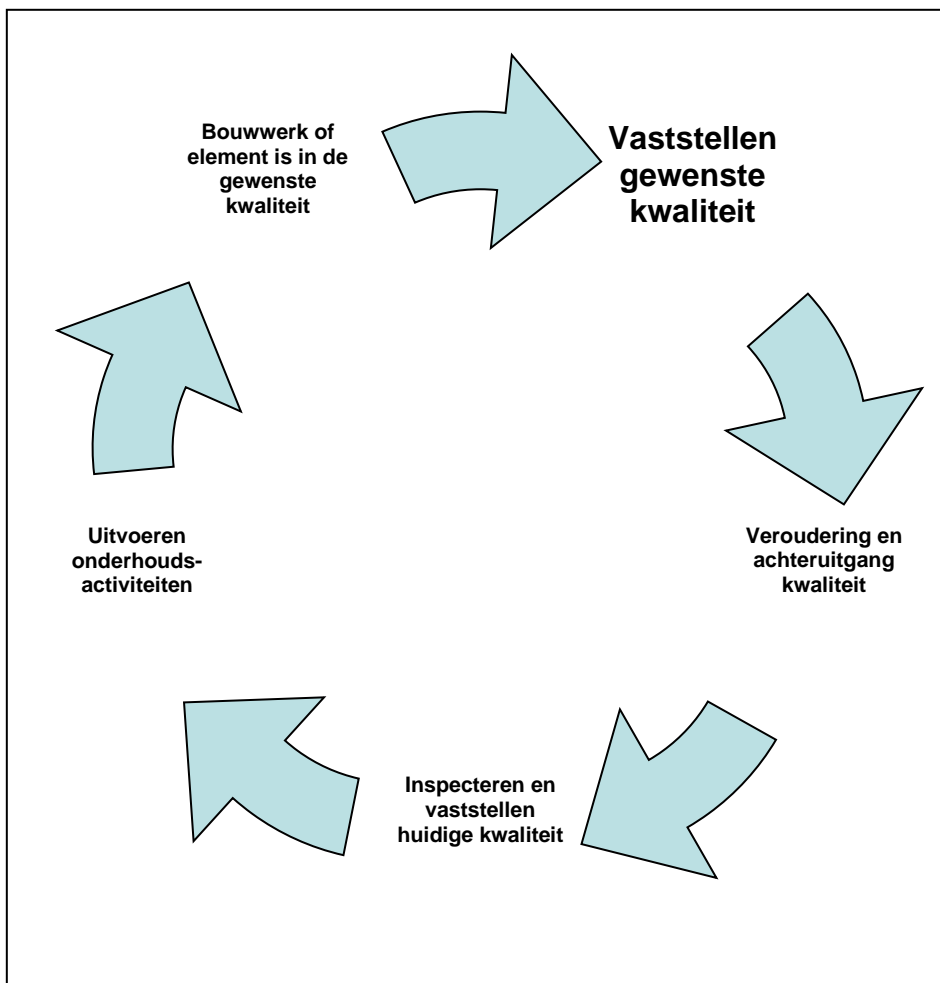 Bouwwerk of
element is in de
gewenste
kwaliteit
Vaststellen
gewenste
kwaliteit
Veroudering en
achteruitgang
kwaliteit
Inspecteren en
vaststellen
huidige kwaliteit
Uitvoeren
onderhouds-
activiteiten